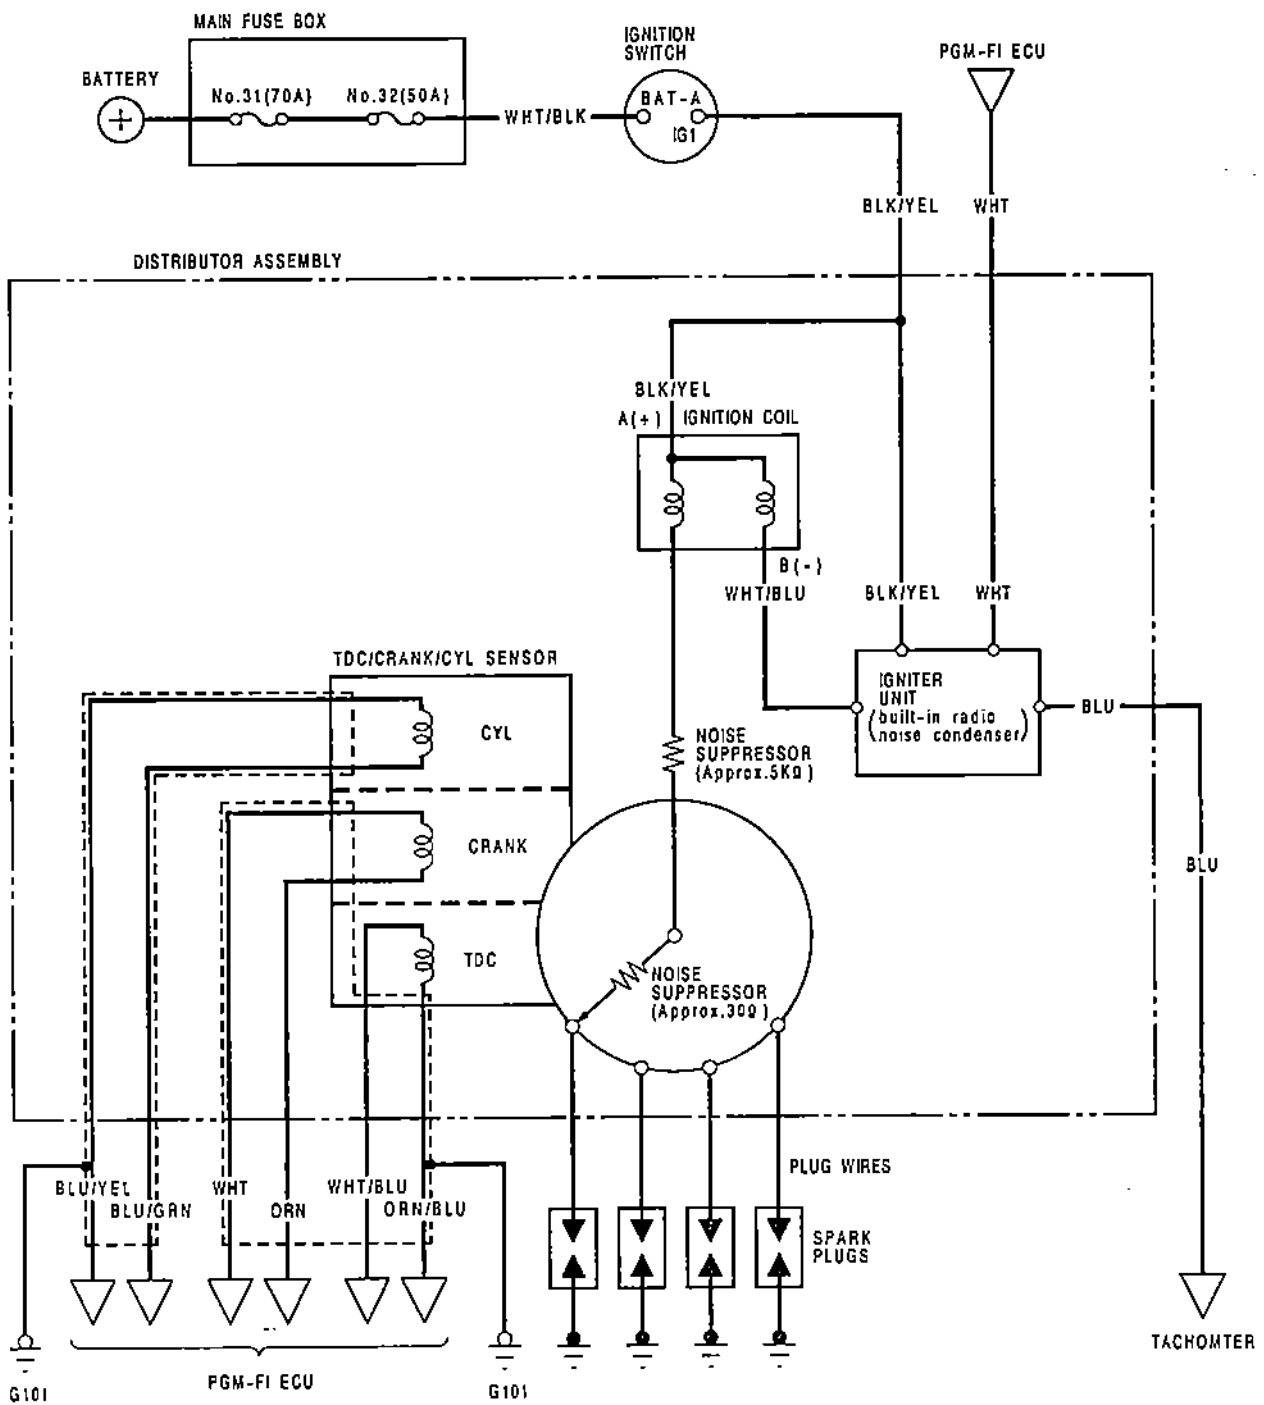 MAIN FUSE BOX
IGNITION
SWITCH
PGM-FI ECU
BATTERY
No.31(70A)
No.32(50A)
WHT/BLK
BAT-A
IG1
BLK/YEL
WHT
DISTRIBUTOR ASSEMBLY
BLK/YEL
A(+)
IGNITION COIL
B(-)
WHT/BLU
BLK/YEL
WHT
TDC/CRANK/CYL SENSOR
IGNITER
UNIT
(built-in radio
noise condenser)
BLU
CYL
NOISE
SUPPRESSOR
(Approx.5KΩ)
CRANK
BLU
TDC
NOISE
SUPPRESSOR
(Approx.30Ω)
PLUG WIRES
BLU/YEL
BLU/GRN
WHT
ORN
WHT/BLU
ORN/BLU
SPARK
PLUGS
TACHOMTER
PGM-FI ECU
G101
G101